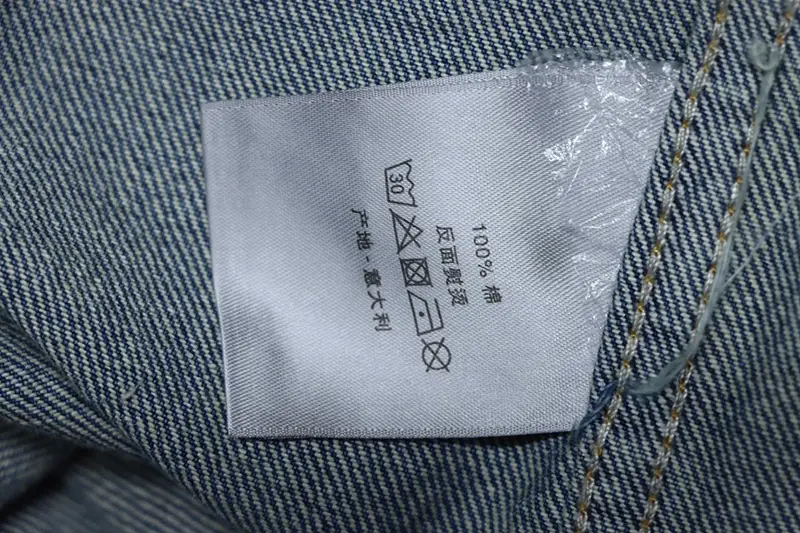 100% 棉
反面熨烫
30
产地 - 意大利